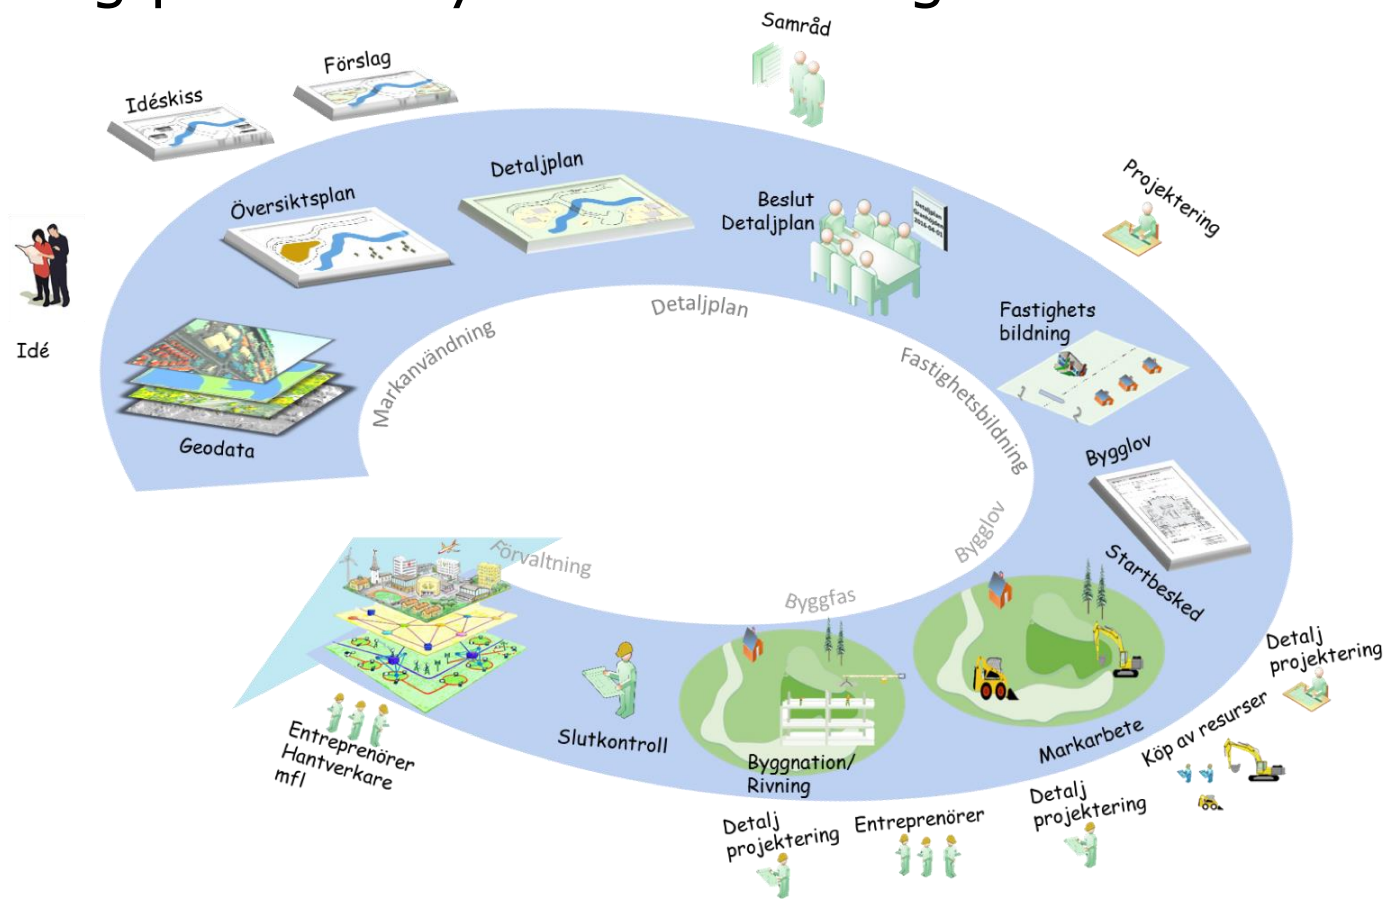 Samråd
Förslag
Idéskiss
Projektering
Detaljplan
Översiktsplan
Beslut
Detaljplan
Detaljplan
Idé
Detaljplan
Markanvändning
Fastighets
bildning
Fastighetsbildning
Geodata
Bygglov
Bygglov
Startbesked
Förvaltning
Byggfas
Detalj
projektering
Köp av resurser
Markarbete
Slutkontroll
Byggnation/
Rivning
Entreprenörer
Hantverkare
mfl
Detalj
projektering
Entreprenörer
Detalj
projektering